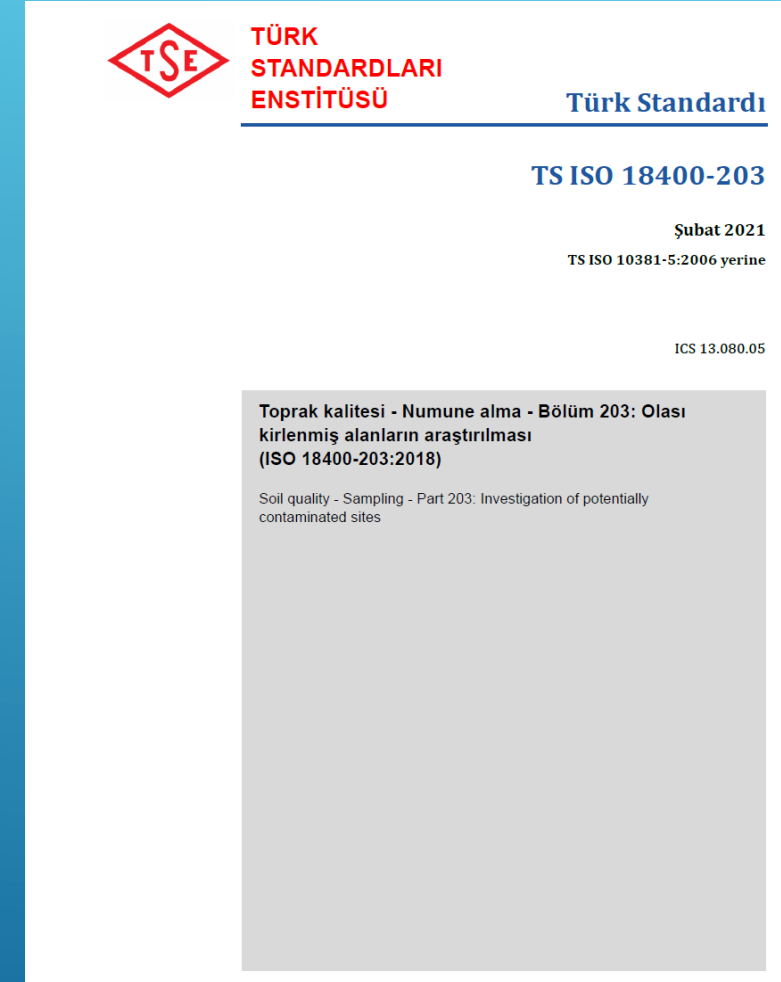 TSE
TÜRK
STANDARDLARI
ENSTİTÜSÜ
Türk Standardı
TS ISO 18400-203
Şubat 2021
TS ISO 10381-5:2006 yerine
ICS 13.080.05
Toprak kalitesi - Numune alma - Bölüm 203: Olası
kirlenmiş alanların araştırılması
(ISO 18400-203:2018)
Soil quality - Sampling - Part 203: Investigation of potentially
contaminated sites